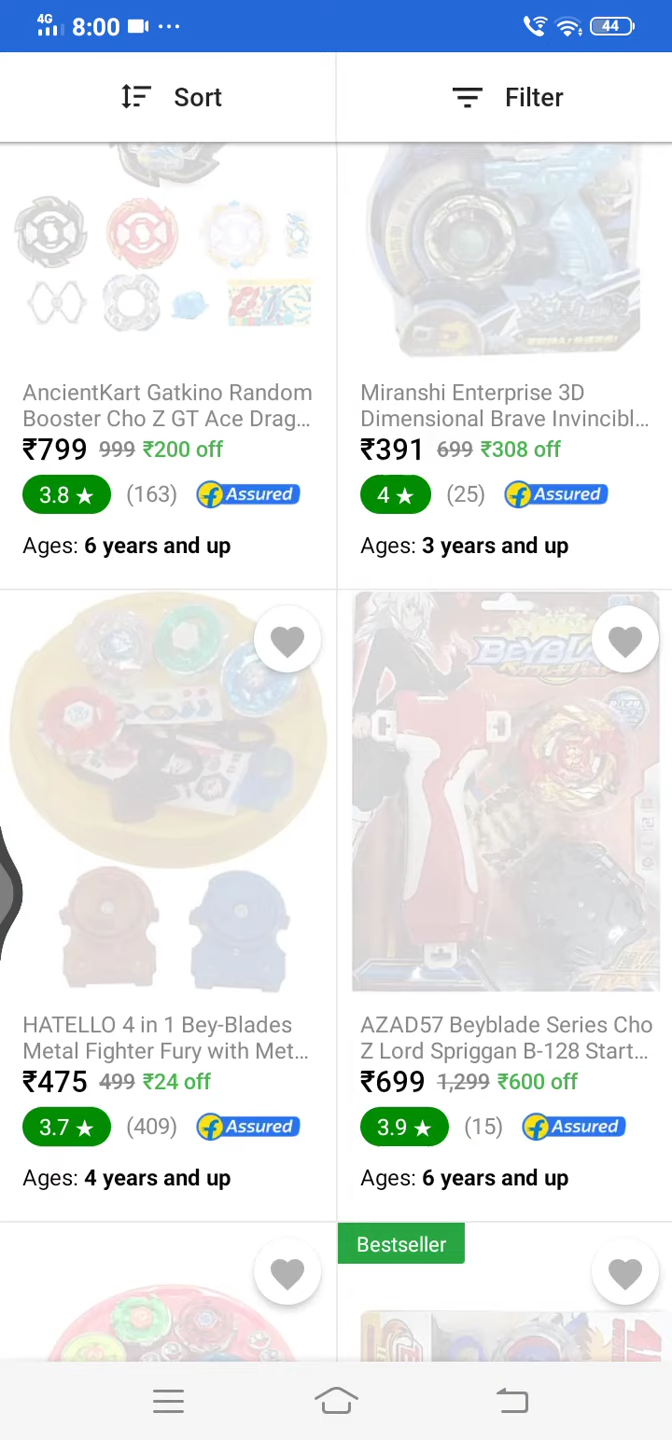 4G
8:00
44
Sort
Filter
AncientKart Gatkino Random
Booster Cho Z GT Ace Drag...
₹799 999 ₹200 off
3.8 ★ (163) Assured
Ages: 6 years and up
Miranshi Enterprise 3D
Dimensional Brave Invincibl...
₹391 699 ₹308 off
4 ★ (25) Assured
Ages: 3 years and up
HATELLO 4 in 1 Bey-Blades
Metal Fighter Fury with Met...
₹475 499 ₹24 off
3.7 ★ (409) Assured
Ages: 4 years and up
AZAD57 Beyblade Series Cho
Z Lord Spriggan B-128 Start...
₹699 1,299 ₹600 off
3.9 ★ (15) Assured
Ages: 6 years and up
Bestseller